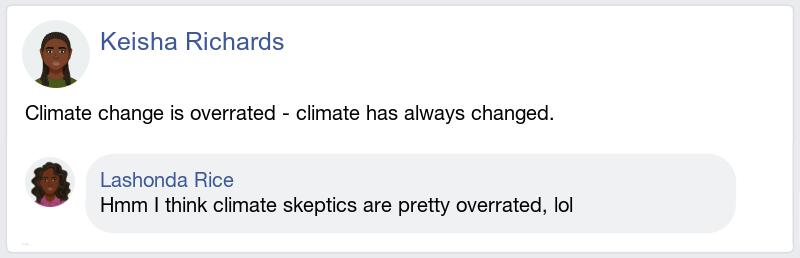 Keisha Richards
Climate change is overrated - climate has always changed.
Lashonda Rice
Hmm I think climate skeptics are pretty overrated, lol